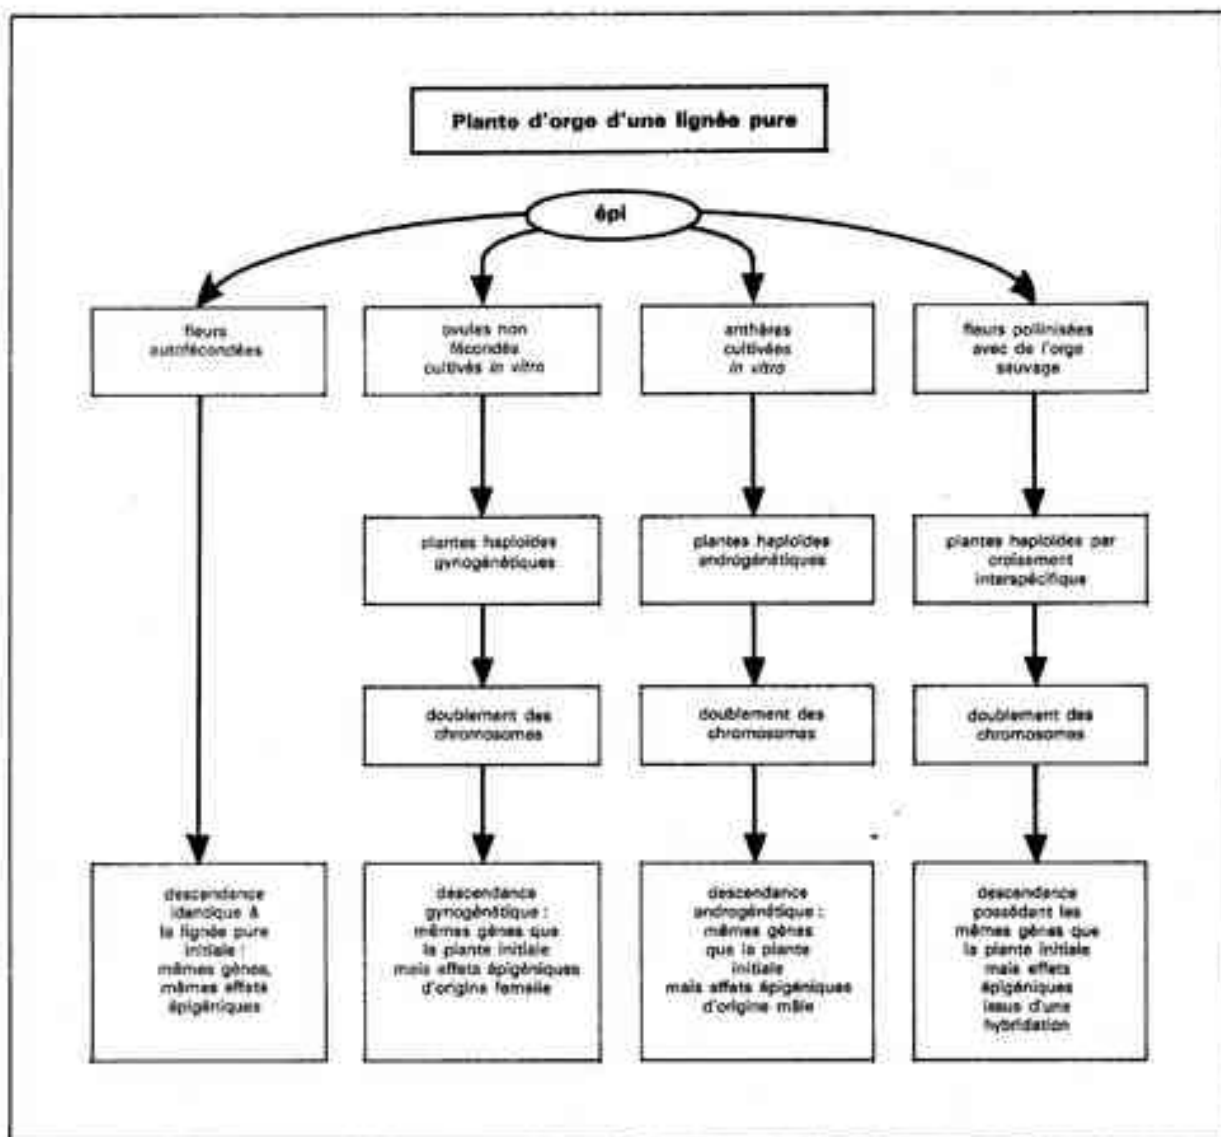 Plante d'orge d'une lignée pure
épi
fleurs
autofécondées
ovules non
fécondés
cultivés in vitro
anthères
cultivées
in vitro
fleurs pollinisées
avec de l'orge
sauvage
plantes haploïdes
gynogénétiques
plantes haploïdes
androgénétiques
plantes haploïdes par
croisement
interspécifique
doublement des
chromosomes
doublement des
chromosomes
doublement des
chromosomes
descendance
identique à
la lignée pure
initiale :
mêmes gènes,
mêmes effets
épigéniques
descendance
gynogénétique :
mêmes gènes que
la plante initiale
mais effets épigéniques
d'origine femelle
descendance
androgénétique :
mêmes gènes
que la plante
initiale
mais effets épigéniques
d'origine mâle
descendance
possédant les
mêmes gènes que
la plante initiale
mais effets
épigéniques
issus d'une
hybridation